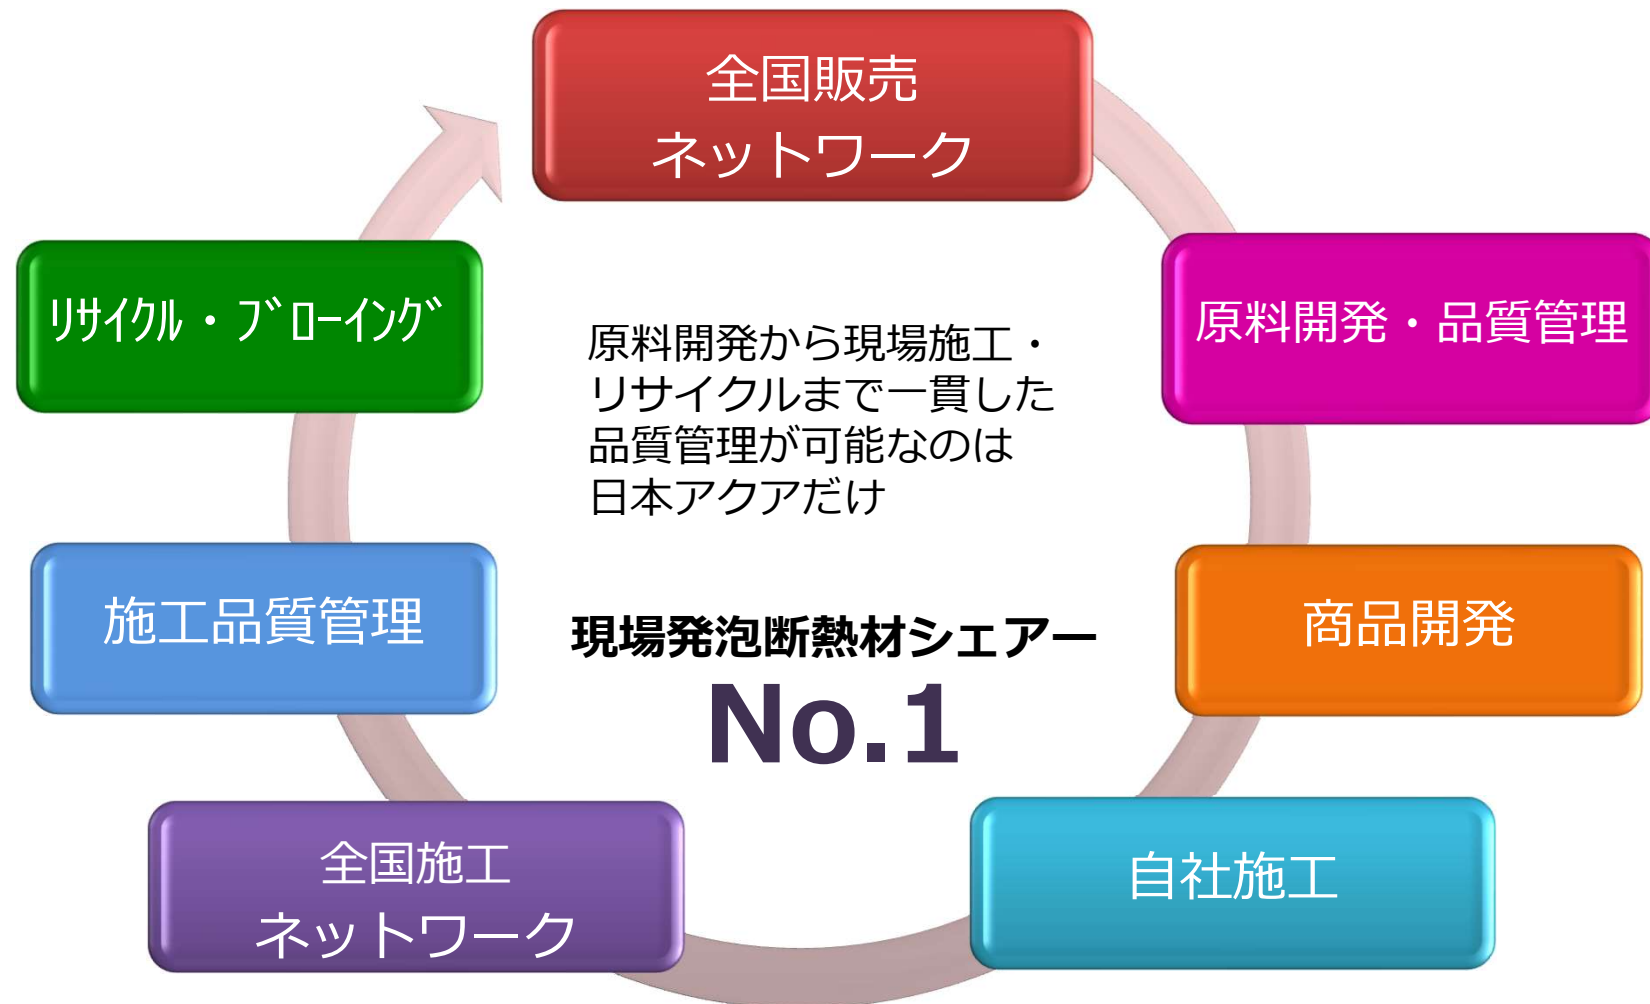 全国販売
ネットワーク
原料開発・品質管理
商品開発
自社施工
全国施工
ネットワーク
施工品質管理
ﾘｻｲｸﾙ・ﾌﾞﾛｰｲﾝｸﾞ
原料開発から現場施工・
リサイクルまで一貫した
品質管理が可能なのは
日本アクアだけ
現場発泡断熱材シェアー
No.1